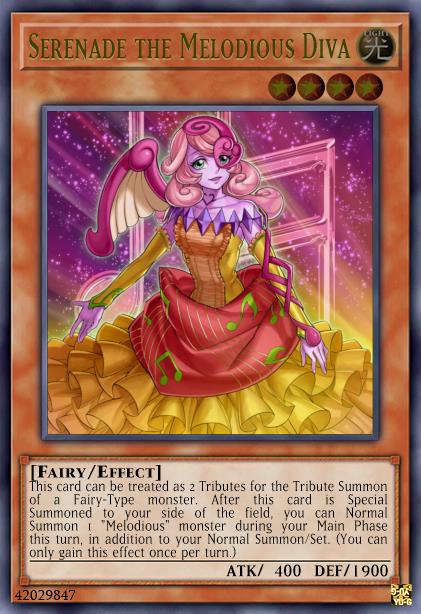 SERENADE THE MELODIOUS DIVA
LIGHT
光
[FAIRY/EFFECT]
This card can be treated as 2 Tributes for the Tribute Summon
of a Fairy-Type monster. After this card is Special
Summoned to your side of the field, you can Normal
Summon 1 "Melodious" monster during your Main Phase
this turn, in addition to your Normal Summon/Set. (You can
only gain this effect once per turn.)
ATK/ 400 DEF/1900
42029847